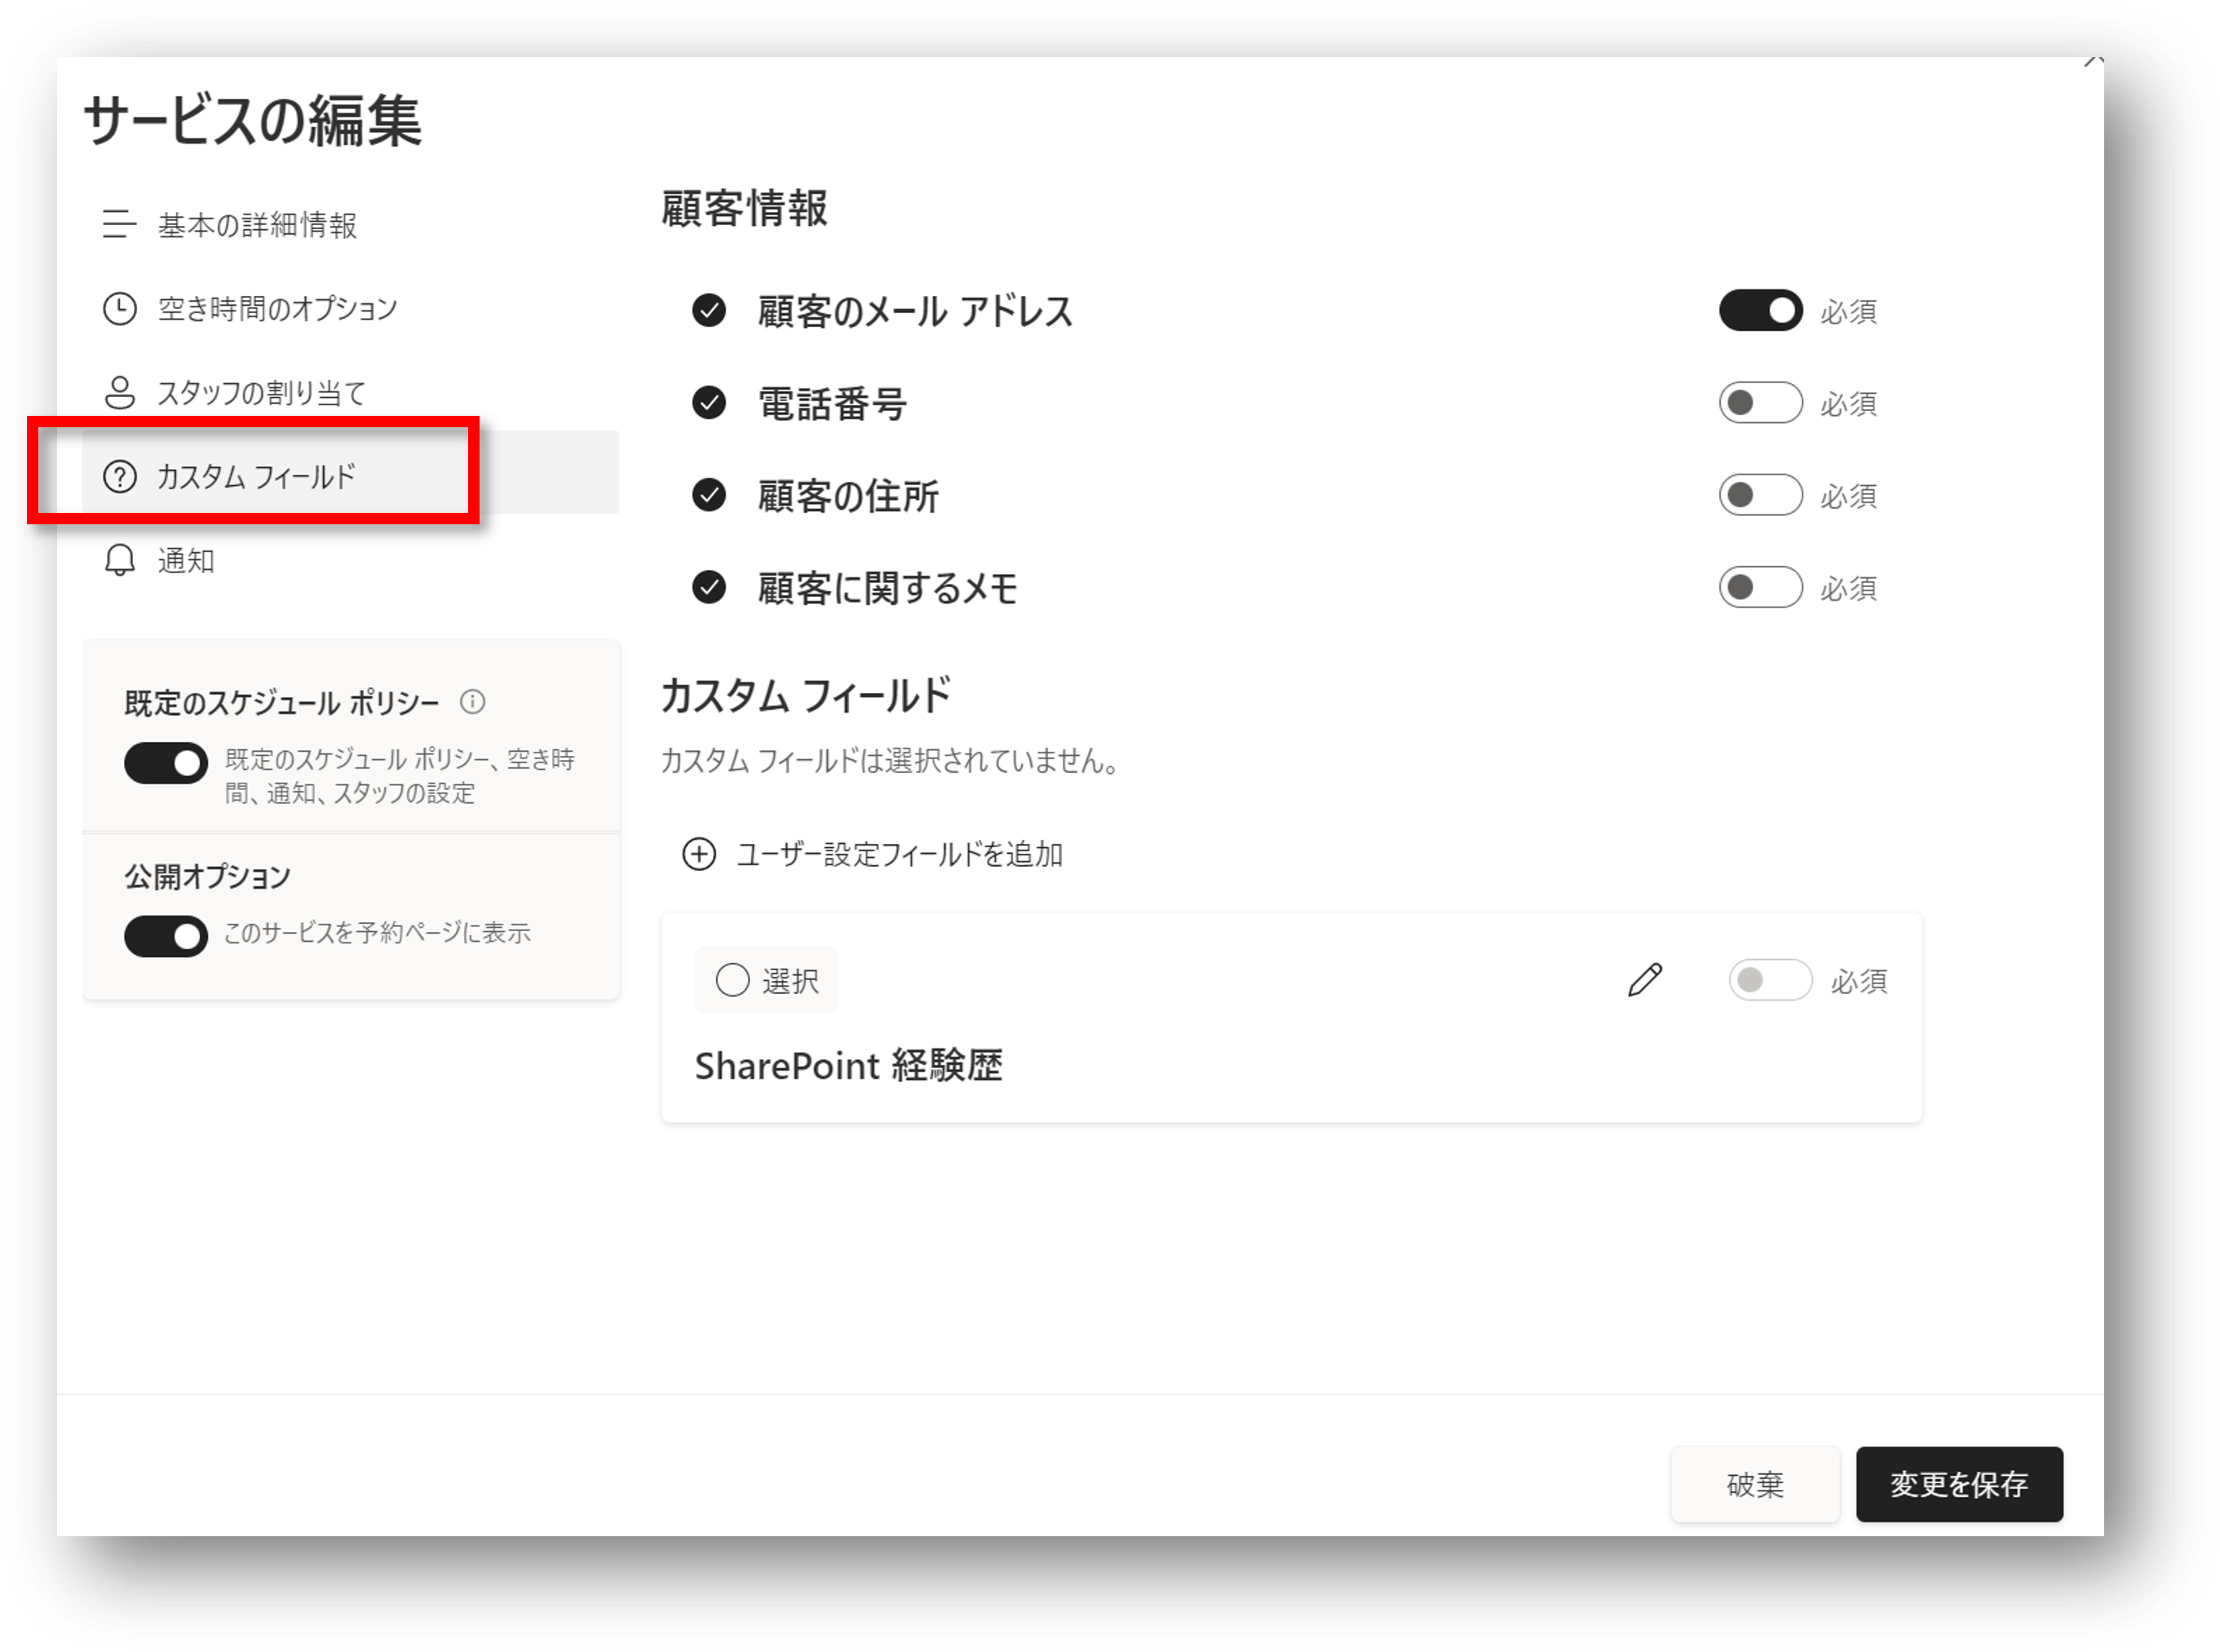 サービスの編集
基本の詳細情報
空き時間のオプション
スタッフの割り当て
カスタム フィールド
通知
既定のスケジュール ポリシー
既定のスケジュール ポリシー、空き時
間、通知、スタッフの設定
公開オプション
このサービスを予約ページに表示
顧客情報
顧客のメール アドレス
必須
電話番号
必須
顧客の住所
必須
顧客に関するメモ
必須
カスタム フィールド
カスタム フィールドは選択されていません。
ユーザー設定フィールドを追加
選択
必須
SharePoint 経験歴
破棄
変更を保存